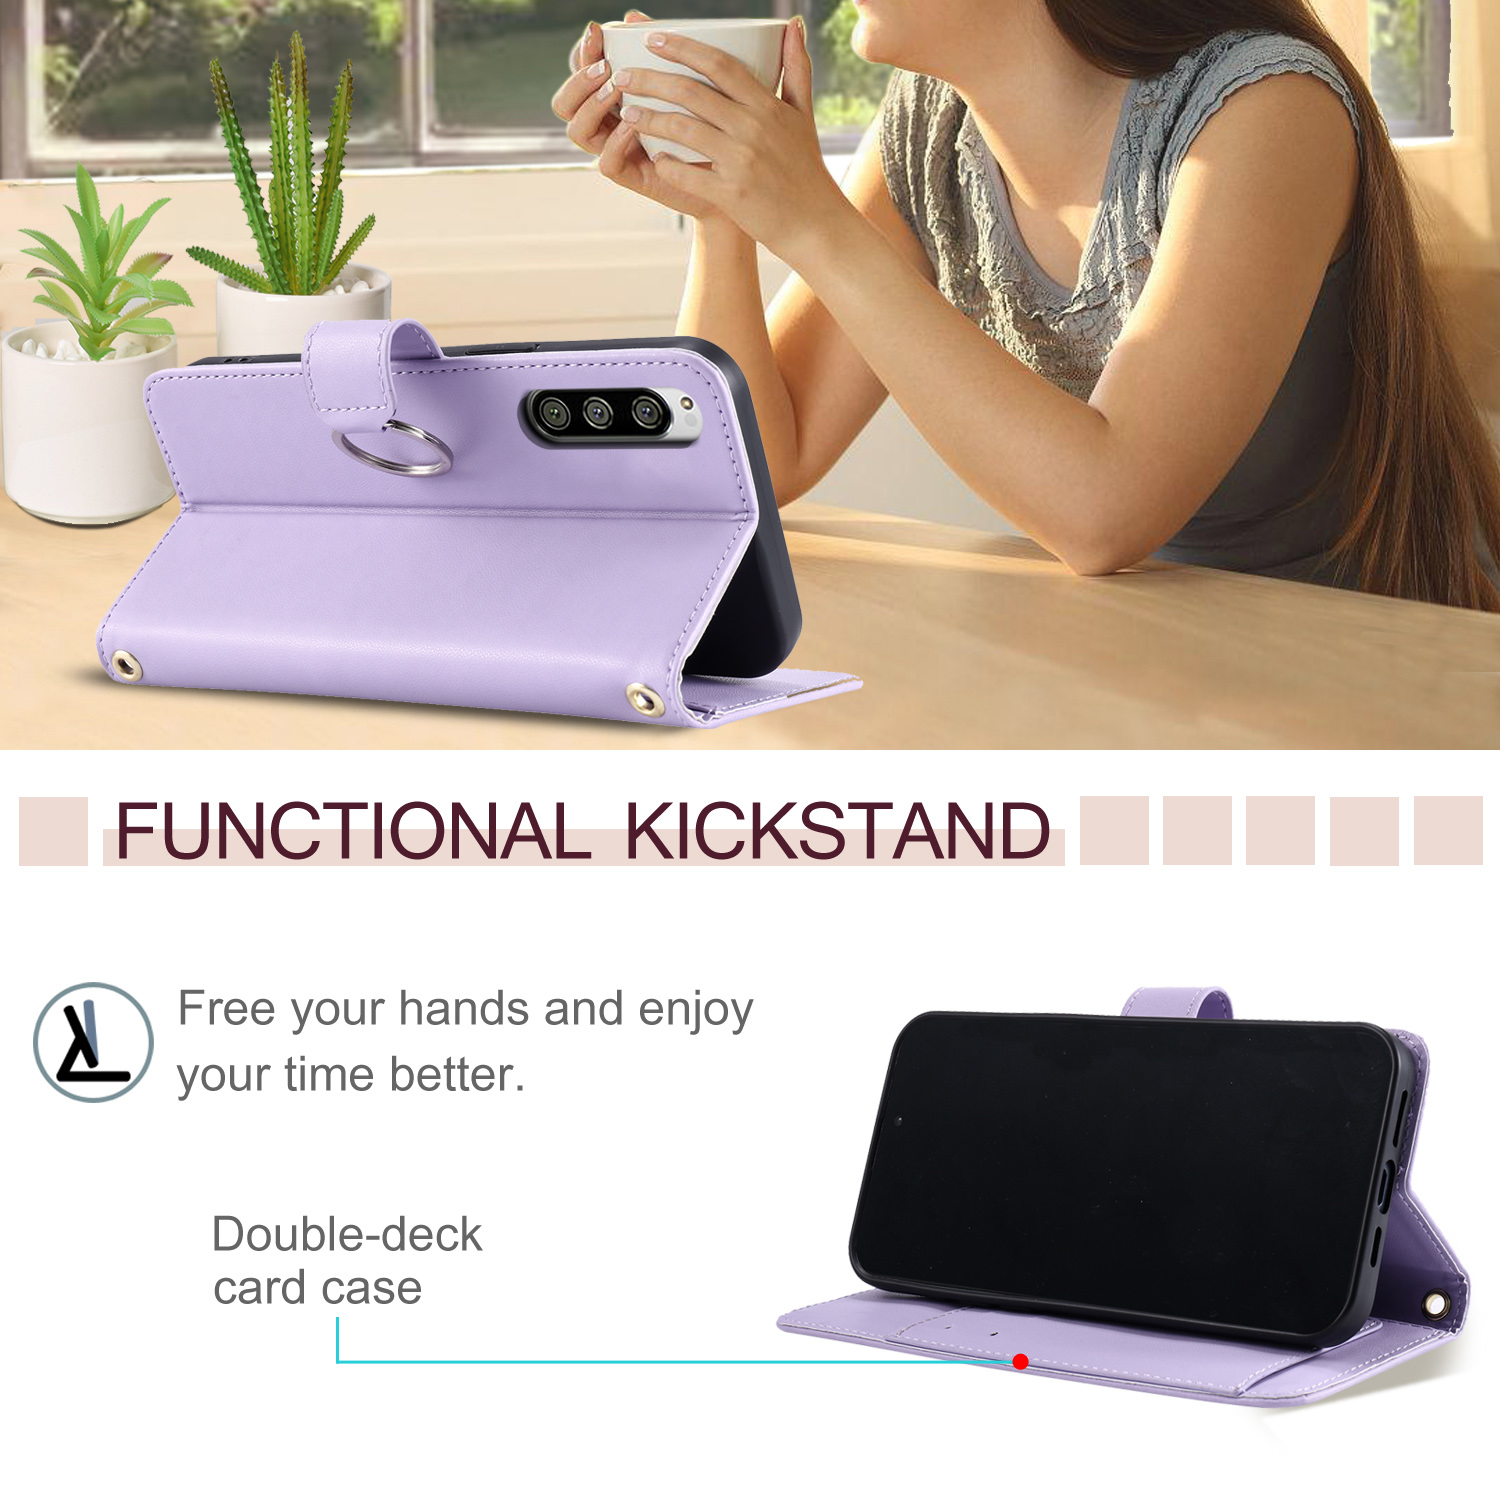 FUNCTIONAL KICKSTAND
Free your hands and enjoy
your time better.
Double-deck
card case